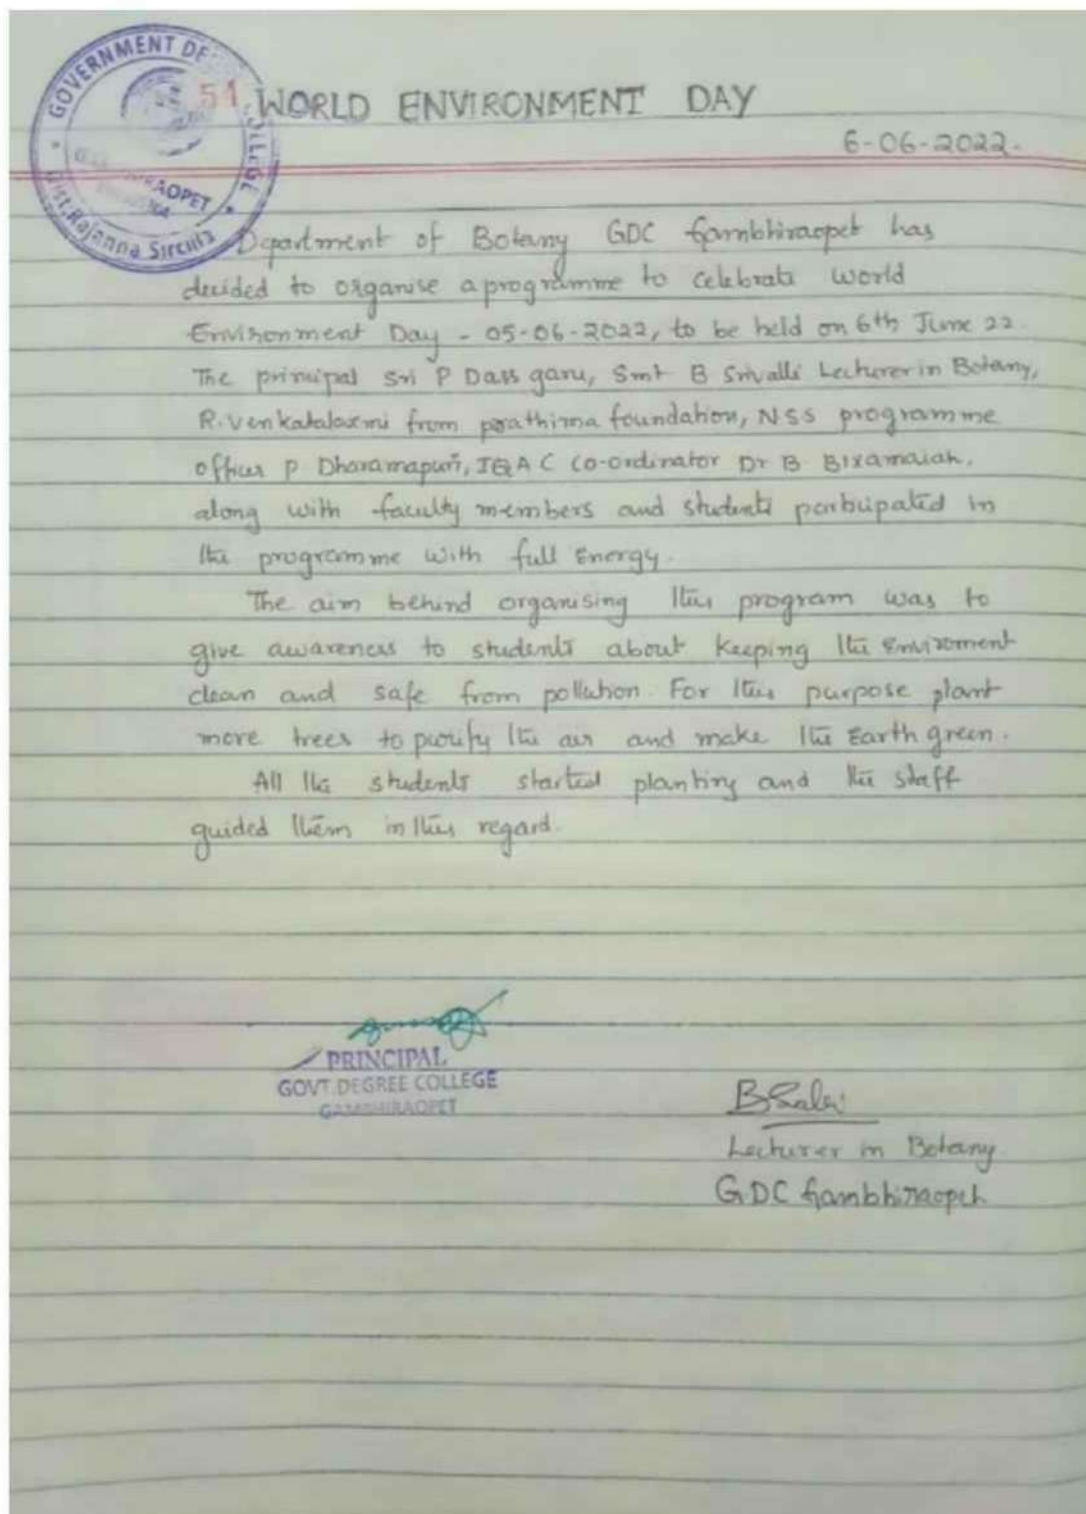 GOVERNMENT DE
COLLEGE
RAOPET
Dist:Rajanna Sircilla
51
WORLD ENVIRONMENT DAY
6-06-2022.
Department of Botany GDC Gambhiraopet has
decided to organise a programme to celebrate world
Environment Day - 05-06-2022, to be held on 6th June 22.
The principal Sri P Dass garu, Smt B Srivalli Lecturer in Botany,
R.Venkatalaxmi from prathima foundation, NSS programme
officer P Dharamapuri, IQAC Co-ordinator Dr B Bixamaiah,
along with faculty members and students participated in
the programme with full Energy.
The aim behind organising this program was to
give awareness to students about keeping the Enviroment
clean and safe from pollution. For this purpose plant
more trees to purify the air and make the Earth green.
All the students started planting and the staff
guided them in this regard.
PRINCIPAL
GOVT.DEGREE COLLEGE
GAMBHIRAOPET
Lecturer in Botany
GDC Gambhiraopet